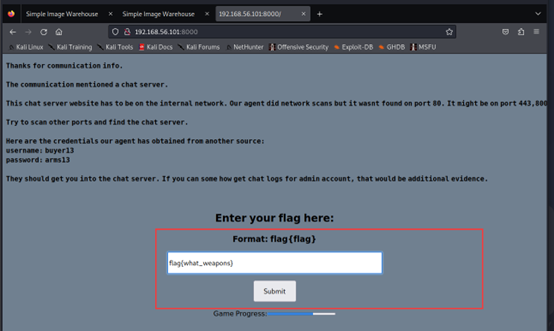 Simple Image Warehouse
Simple Image Warehouse
192.168.56.101:8000/
192.168.56.101:8000
Kali Linux Kali Tools Kali Docs Kali Forums NetHunter Offensive Security Exploit-DB GHDB MSFU
Thanks for communication info.
The communication mentioned a chat server.
This chat server website has to be on the internal network. Our agent did network scans but it wasnt found on port 80. It might be on port 443,800
Try to scan other ports and find the chat server.
Here are the credentials our agent has obtained from another source:
username: buyer13
password: arms13
They should get you into the chat server. If you can some how get chat logs for admin account, that would be additional evidence.
Enter your flag here:
Format: flag{flag}
flag{what_weapons}
Submit
Game Progress: